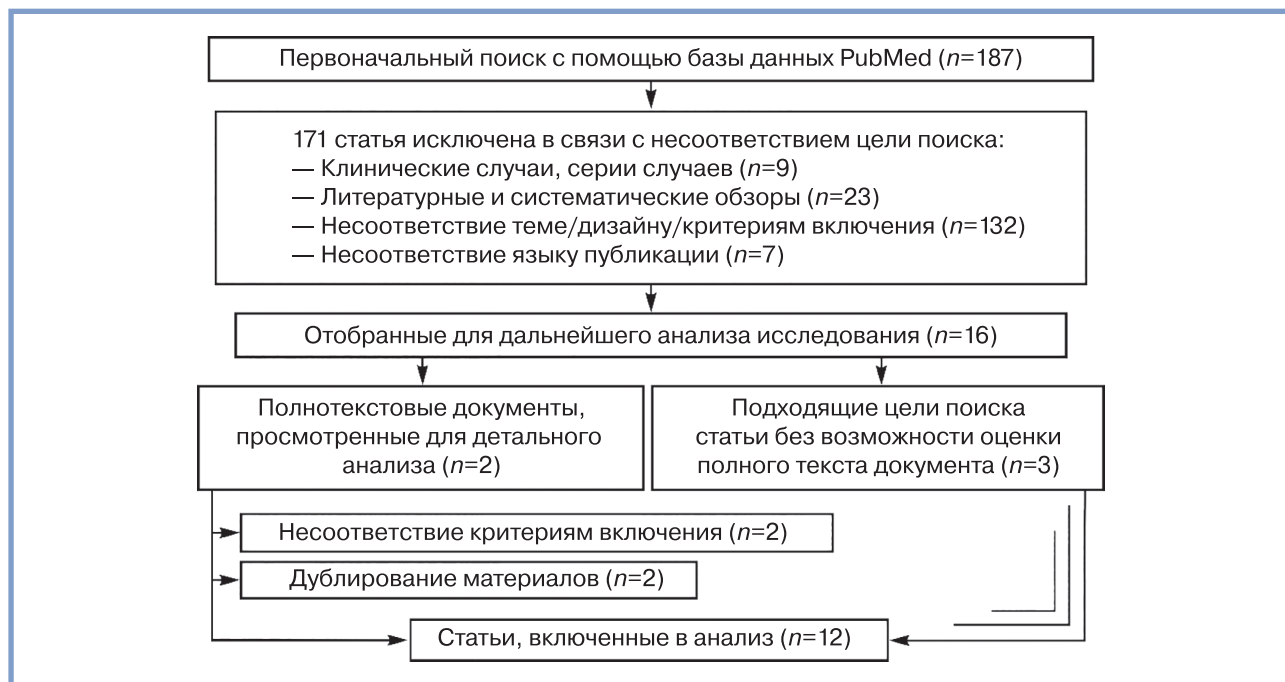 Первоначальный поиск с помощью базы данных PubMed (n=187)
171 статья исключена в связи с несоответствием цели поиска:
— Клинические случаи, серии случаев (n=9)
— Литературные и систематические обзоры (n=23)
— Несоответствие теме/дизайну/критериям включения (n=132)
— Несоответствие языку публикации (n=7)
Отобранные для дальнейшего анализа исследования (n=16)
Полнотекстовые документы,
просмотренные для детального
анализа (n=2)
Подходящие цели поиска
статьи без возможности оценки
полного текста документа (n=3)
Несоответствие критериям включения (n=2)
Дублирование материалов (n=2)
Статьи, включенные в анализ (n=12)